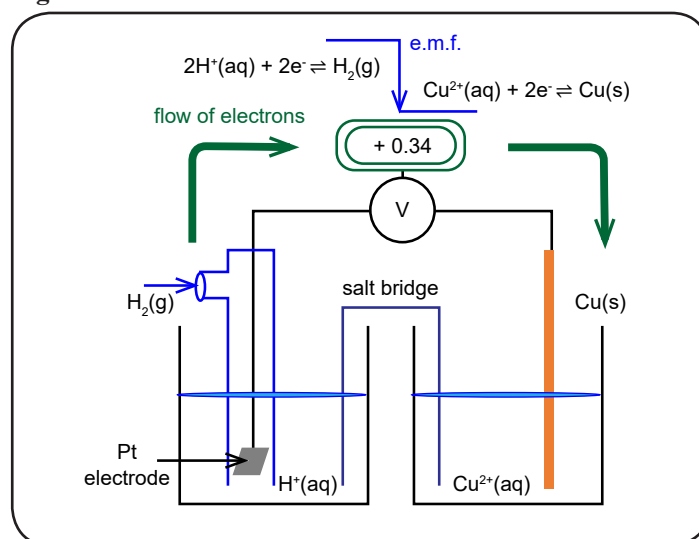 e.m.f.
2H⁺(aq) + 2e⁻ ⇌ H₂(g)
Cu²⁺(aq) + 2e⁻ ⇌ Cu(s)
flow of electrons
+ 0.34
V
H₂(g)
salt bridge
Cu(s)
Pt
electrode
H⁺(aq)
Cu²⁺(aq)